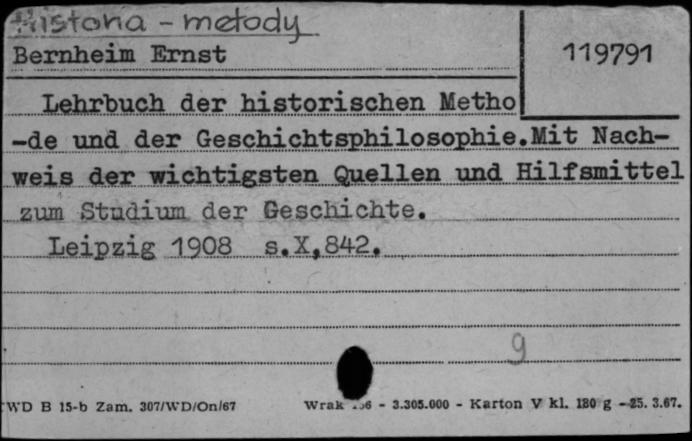 Historia - metody
Bernheim Ernst
119791
Lehrbuch der historischen Metho
-de und der Geschichtsphilosophie.Mit Nach-
weis der wichtigsten Quellen und Hilfsmittel
zum Studium der Geschichte.
Leipzig 1908 s.X,842.
9
WD B 15-b Zam. 307/WD/On/67
Wrak - 3.305.000 - Karton V kl. 180 g - 25. 3.67.